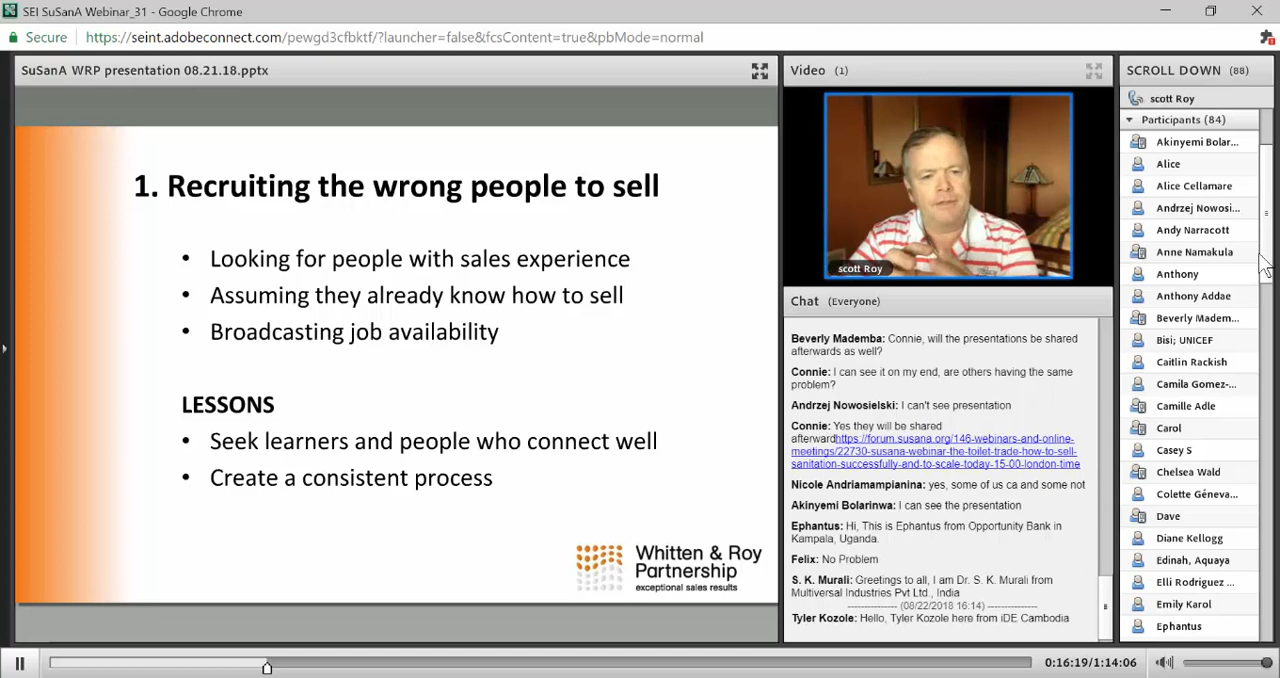 SEI SuSanA Webinar_31 - Google Chrome
Secure
https://seint.adobeconnect.com/pewgd3cfbktf/?launcher=false&fcsContent=true&pbMode=normal
SuSanA WRP presentation 08.21.18.pptx
1. Recruiting the wrong people to sell
• Looking for people with sales experience
• Assuming they already know how to sell
• Broadcasting job availability
LESSONS
• Seek learners and people who connect well
• Create a consistent process
Whitten & Roy
Partnership
exceptional sales results
Video (1)
scott Roy
Chat (Everyone)
Beverly Mademba: Connie, will the presentations be shared
afterwards as well?
Connie: I can see it on my end, are others having the same
problem?
Andrzej Nowosielski: I can't see presentation
Connie: Yes they will be shared
afterwardhttps://forum.susana.org/146-webinars-and-online-
meetings/22730-susana-webinar-the-toilet-trade-how-to-sell-
sanitation-successfully-and-to-scale-today-15-00-london-time
Nicole Andriamampianina: yes, some of us ca and some not
Akinyemi Bolarinwa: I can see the presentation
Ephantus: Hi, This is Ephantus from Opportunity Bank in
Kampala, Uganda.
Felix: No Problem
S. K. Murali: Greetings to all, I am Dr. S. K. Murali from
Multiversal Industries Pvt Ltd., India
--------------- (08/22/2018 16:14) ---------------
Tyler Kozole: Hello, Tyler Kozole here from iDE Cambodia
SCROLL DOWN (88)
scott Roy
Participants (84)
Akinyemi Bolar...
Alice
Alice Cellamare
Andrzej Nowosi...
Andy Narracott
Anne Namakula
Anthony
Anthony Addae
Beverly Madem...
Bisi; UNICEF
Caitlin Rackish
Camila Gomez-...
Camille Adle
Carol
Casey S
Chelsea Wald
Colette Géneva...
Dave
Diane Kellogg
Edinah, Aquaya
Elli Rodriguez ...
Emily Karol
Ephantus
0:16:19/1:14:06